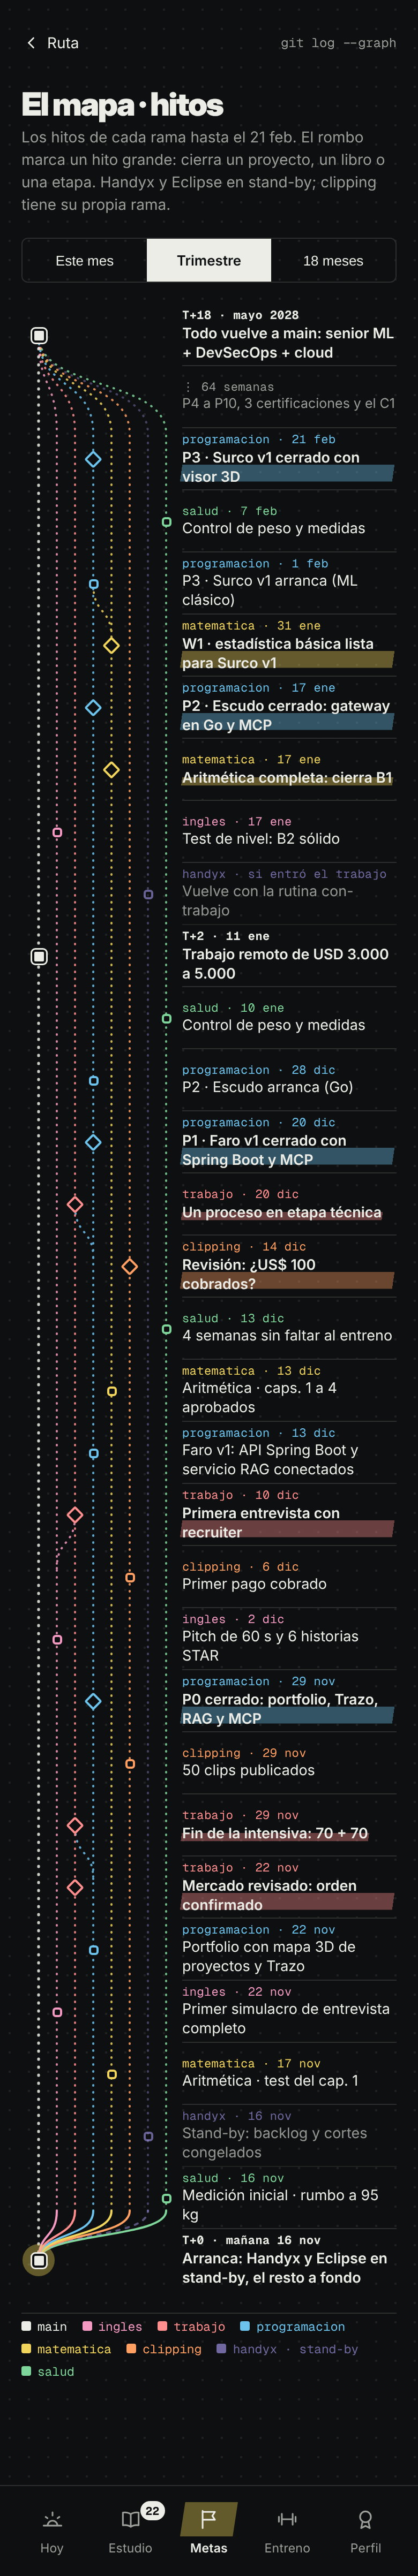 Ruta
git log --graph
El mapa · hitos
Los hitos de cada rama hasta el 21 feb. El rombo
marca un hito grande: cierra un proyecto, un libro o
una etapa. Handyx y Eclipse en stand-by; clipping
tiene su propia rama.
Este mes
Trimestre
18 meses
T+18 · mayo 2028
Todo vuelve a main: senior ML
+ DevSecOps + cloud
⋮ 64 semanas
P4 a P10, 3 certificaciones y el C1
programacion · 21 feb
P3 · Surco v1 cerrado con
visor 3D
salud · 7 feb
Control de peso y medidas
programacion · 1 feb
P3 · Surco v1 arranca (ML
clásico)
matematica · 31 ene
W1 · estadística básica lista
para Surco v1
programacion · 17 ene
P2 · Escudo cerrado: gateway
en Go y MCP
matematica · 17 ene
Aritmética completa: cierra B1
ingles · 17 ene
Test de nivel: B2 sólido
handyx · si entró el trabajo
Vuelve con la rutina con-
trabajo
T+2 · 11 ene
Trabajo remoto de USD 3.000
a 5.000
salud · 10 ene
Control de peso y medidas
programacion · 28 dic
P2 · Escudo arranca (Go)
programacion · 20 dic
P1 · Faro v1 cerrado con
Spring Boot y MCP
trabajo · 20 dic
Un proceso en etapa técnica
clipping · 14 dic
Revisión: ¿US$ 100
cobrados?
salud · 13 dic
4 semanas sin faltar al entreno
matematica · 13 dic
Aritmética · caps. 1 a 4
aprobados
programacion · 13 dic
Faro v1: API Spring Boot y
servicio RAG conectados
trabajo · 10 dic
Primera entrevista con
recruiter
clipping · 6 dic
Primer pago cobrado
ingles · 2 dic
Pitch de 60 s y 6 historias
STAR
programacion · 29 nov
P0 cerrado: portfolio, Trazo,
RAG y MCP
clipping · 29 nov
50 clips publicados
trabajo · 29 nov
Fin de la intensiva: 70 + 70
trabajo · 22 nov
Mercado revisado: orden
confirmado
programacion · 22 nov
Portfolio con mapa 3D de
proyectos y Trazo
ingles · 22 nov
Primer simulacro de entrevista
completo
matematica · 17 nov
Aritmética · test del cap. 1
handyx · 16 nov
Stand-by: backlog y cortes
congelados
salud · 16 nov
Medición inicial · rumbo a 95
kg
T+0 · mañana 16 nov
Arranca: Handyx y Eclipse en
stand-by, el resto a fondo
main ingles trabajo programacion
matematica clipping handyx · stand-by
salud
22
Hoy
Estudio
Metas
Entreno
Perfil